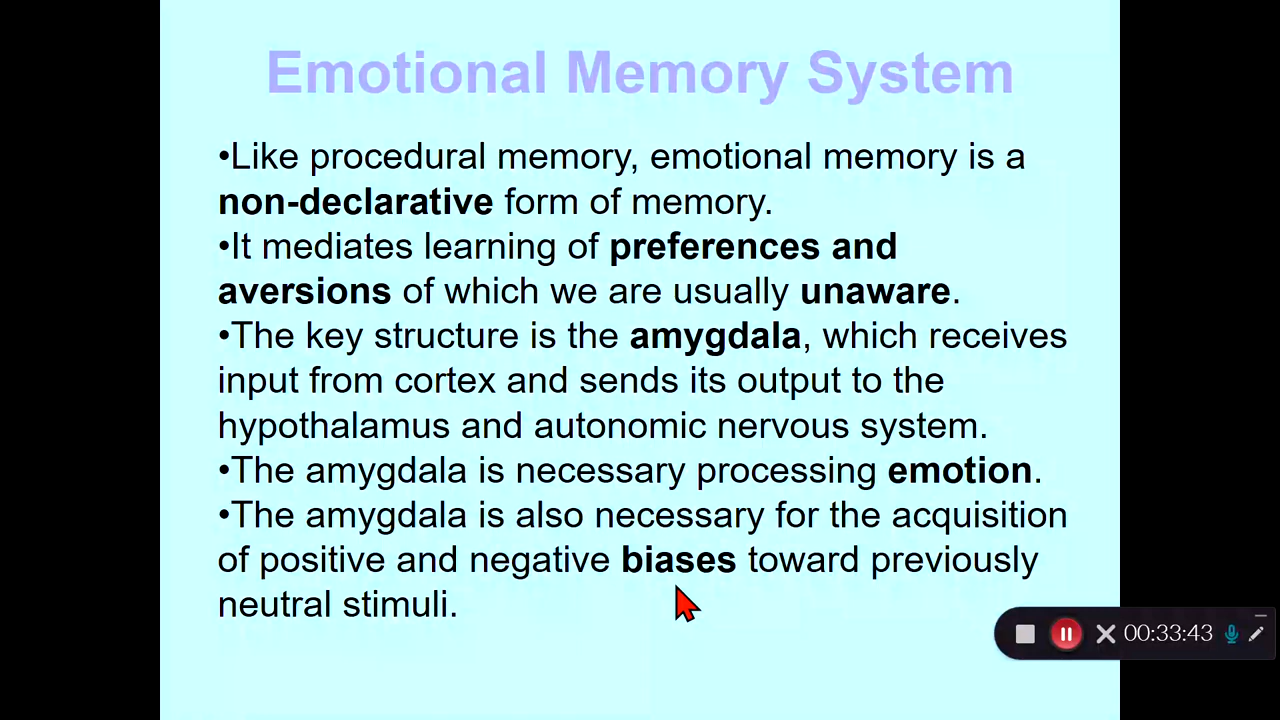 Emotional Memory System
•Like procedural memory, emotional memory is a
non-declarative form of memory.
•It mediates learning of preferences and
aversions of which we are usually unaware.
•The key structure is the amygdala, which receives
input from cortex and sends its output to the
hypothalamus and autonomic nervous system.
•The amygdala is necessary processing emotion.
•The amygdala is also necessary for the acquisition
of positive and negative biases toward previously
neutral stimuli.
00:33:43